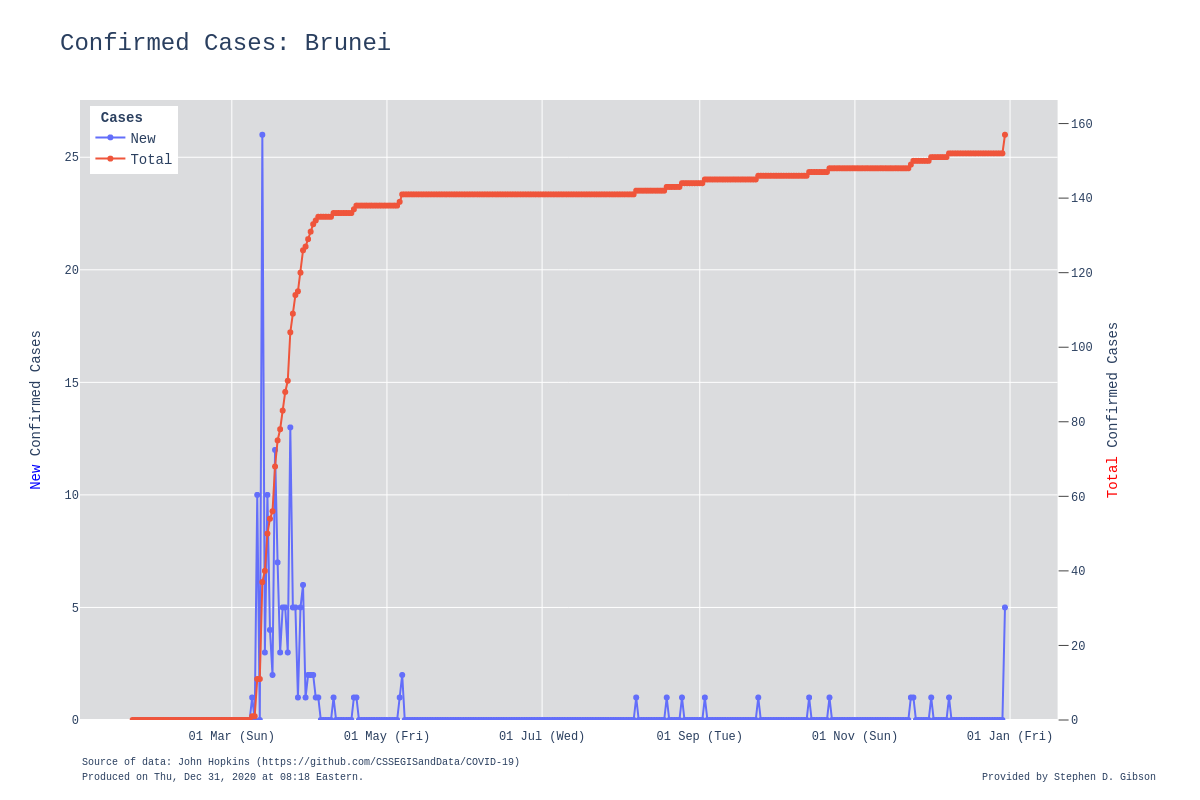 Confirmed Cases: Brunei
Cases
New
Total
25
20
15
10
5
0
New Confirmed Cases
160
140
120
100
80
60
40
20
0
Total Confirmed Cases
01 Mar (Sun)
01 May (Fri)
01 Jul (Wed)
01 Sep (Tue)
01 Nov (Sun)
01 Jan (Fri)
Source of data: John Hopkins (https://github.com/CSSEGISandData/COVID-19)
Produced on Thu, Dec 31, 2020 at 08:18 Eastern.
Provided by Stephen D. Gibson